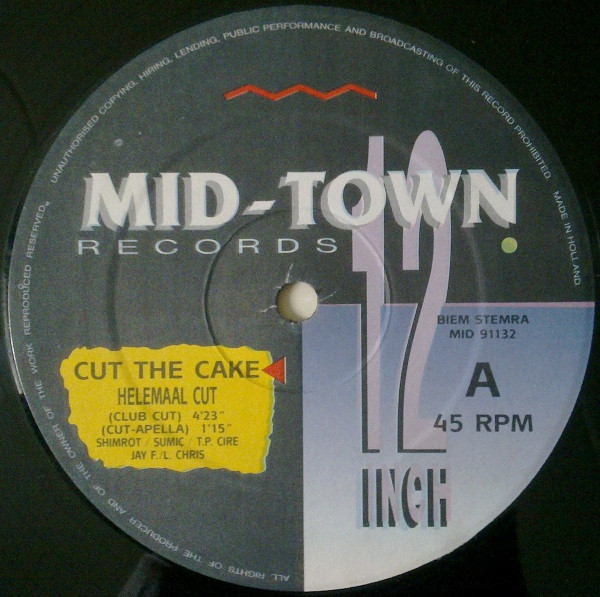 ALL RIGHTS OF THE PRODUCER AND OF THE OWNER OF THE WORK REPRODUCED RESERVED. UNAUTHORISED COPYING, HIRING, LENDING, PUBLIC PERFORMANCE AND BROADCASTING OF THIS RECORD PROHIBITED. MADE IN HOLLAND
MID-TOWN
RECORDS
12
INCH
BIEM STEMRA
MID 91132
A
45 RPM
CUT THE CAKE
HELEMAAL CUT
(CLUB CUT) 4'23"
(CUT-APELLA) 1'15"
SHIMROT / SUMIC / T.P. CIRE
JAY F./L. CHRIS